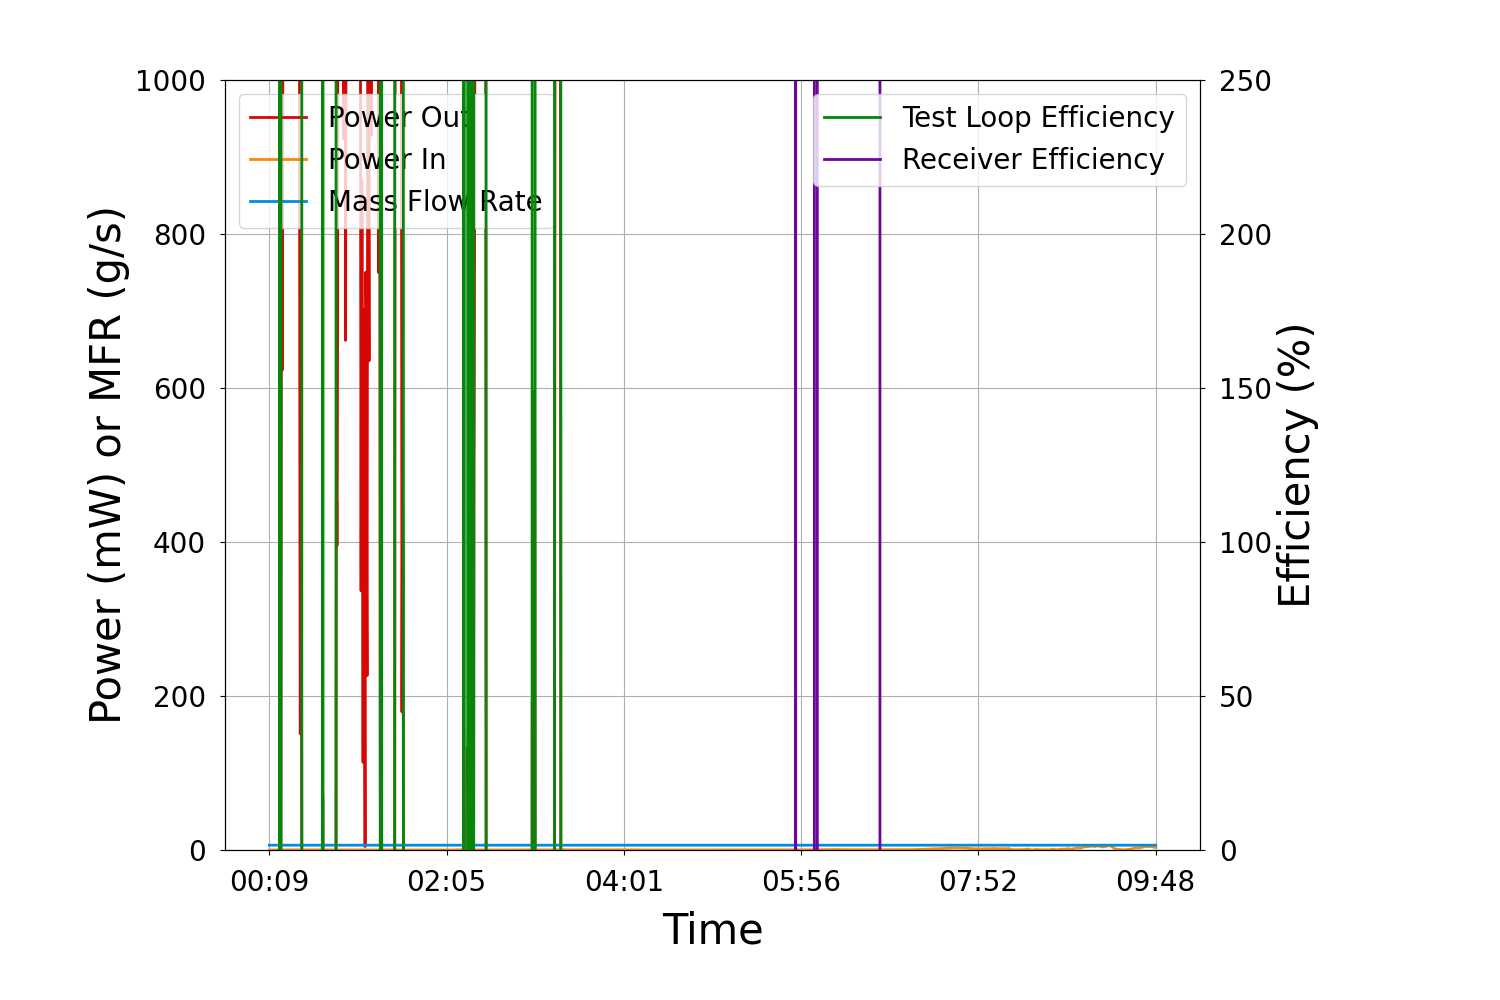 1000
800
600
400
200
0
Power (mW) or MFR (g/s)
Power Out
Power In
Mass Flow Rate
Test Loop Efficiency
Receiver Efficiency
250
200
150
100
50
0
Efficiency (%)
00:09 02:05 04:01 05:56 07:52 09:48
Time